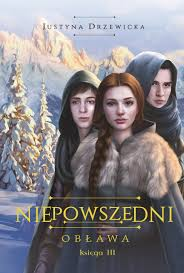 JUSTYNA DRZEWICKA
NIEPOWSZEDNI
OBŁAWA
księga III